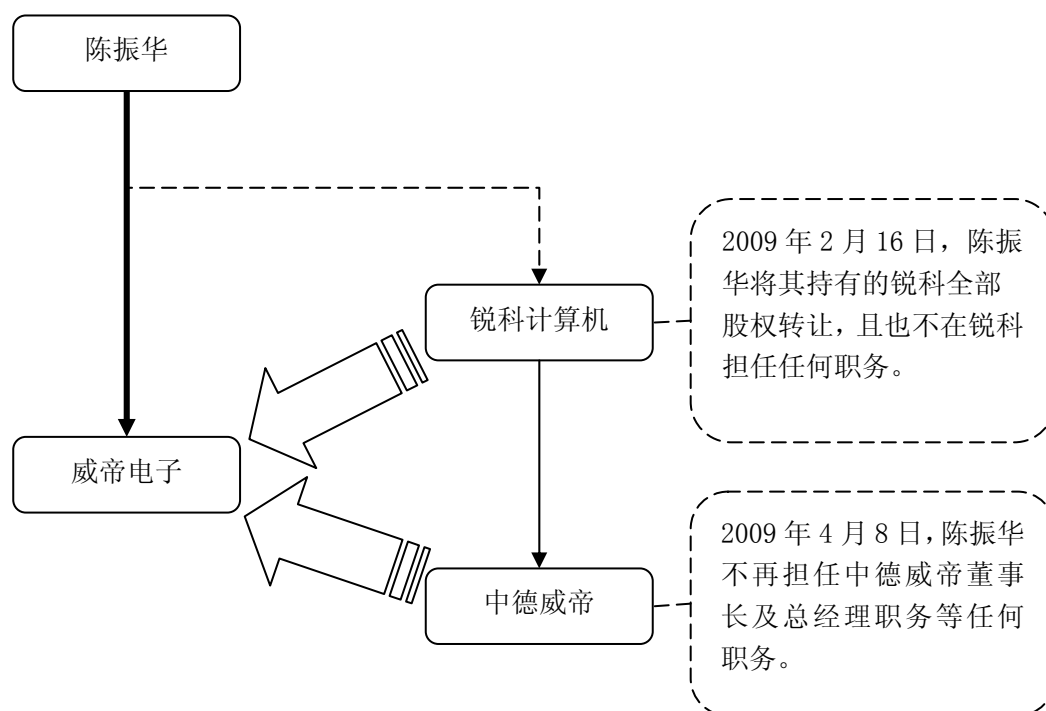 陈振华
2009 年 2 月 16 日，陈振
华将其持有的锐科全部
股权转让，且也不在锐科
担任任何职务。
锐科计算机
威帝电子
2009 年 4 月 8 日，陈振华
不再担任中德威帝董事
长及总经理职务等任何
职务。
中德威帝